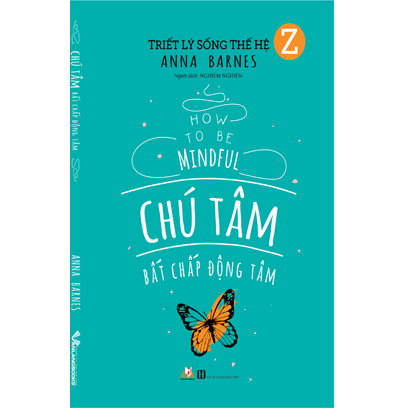 TRIẾT LÝ SỐNG THẾ HỆ Z
ANNA BARNES
Người dịch: NGHIÊM NGHIÊN
HOW
TO BE
MINDFUL
CHÚ TÂM
BẤT CHẤP ĐỘNG TÂM
CHÚ TÂM BẤT CHẤP ĐỘNG TÂM
ANNA BARNES
VANLANGBOOKS